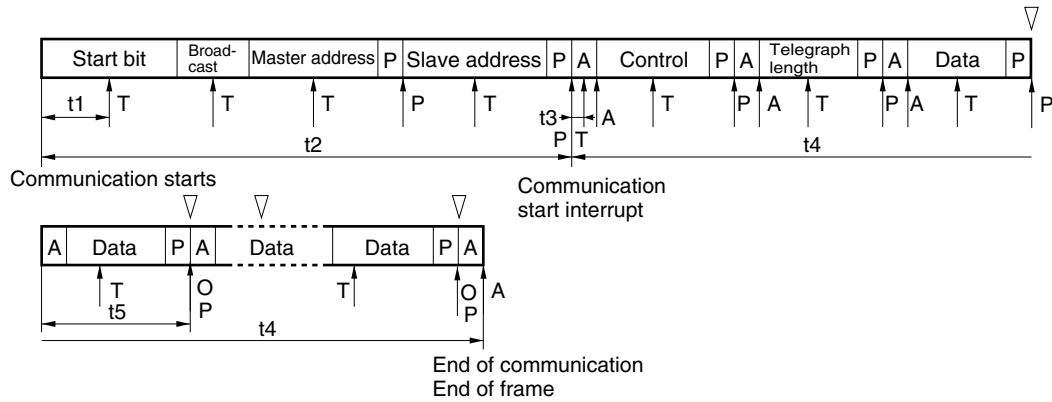 Start bit Broad-
cast Master address P Slave address P A Control P A Telegraph
length P A Data P
t1 T T T P T t3 A T P A T P A T P
P T
t2 t4
Communication starts
Communication
start interrupt
A Data P A Data Data P A
T O T O A
P P
t5
t4
End of communication
End of frame